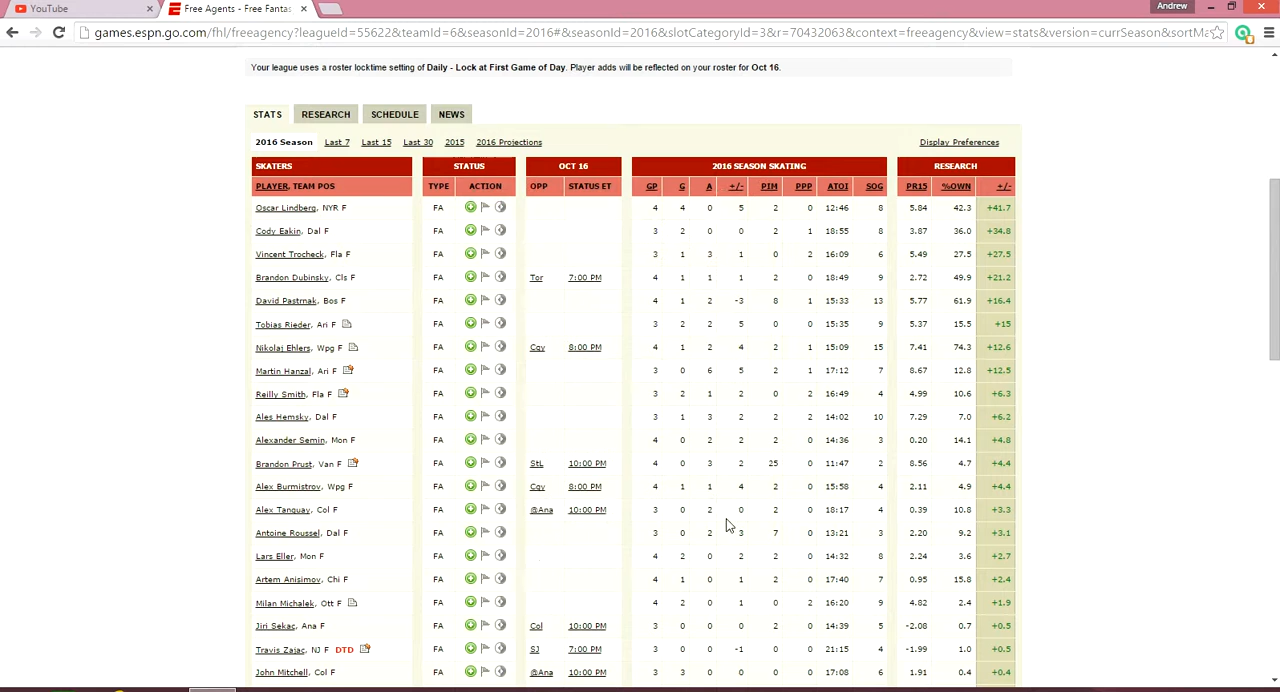 YouTube
Free Agents - Free Fantas
Andrew
games.espn.go.com/fhl/freeagency?leagueId=55622&teamId=6&seasonId=2016#&seasonId=2016&slotCategoryId=3&r=70432063&context=freeagency&view=stats&version=currSeason&sortMa
Your league uses a roster locktime setting of Daily - Lock at First Game of Day. Player adds will be reflected on your roster for Oct 16.
STATS RESEARCH SCHEDULE NEWS
2016 Season Last 7 Last 15 Last 30 2015 2016 Projections Display Preferences
SKATERS STATUS OCT 16 2016 SEASON SKATING RESEARCH
PLAYER, TEAM POS TYPE ACTION OPP STATUS ET GP G A +/- PIM PPP ATOI SOG PR15 %OWN +/-
Oscar Lindberg, NYR F FA 4 4 0 5 2 0 12:46 8 5.84 42.3 +41.7
Cody Eakin, Dal F FA 3 2 0 0 2 1 18:55 8 3.87 36.0 +34.8
Vincent Trocheck, Fla F FA 3 1 3 1 0 2 16:09 6 5.49 27.5 +27.5
Brandon Dubinsky, Cls F FA Tor 7:00 PM 4 1 1 1 2 0 18:49 9 2.72 49.9 +21.2
David Pastrnak, Bos F FA 4 1 2 -3 8 1 15:33 13 5.77 61.9 +16.4
Tobias Rieder, Ari F FA 3 2 2 5 0 0 15:35 9 5.37 15.5 +15
Nikolaj Ehlers, Wpg F FA Cgy 8:00 PM 4 1 2 4 2 0 15:09 15 7.41 74.3 +12.6
Martin Hanzal, Ari F FA 3 0 6 5 2 1 17:12 7 8.67 12.8 +12.5
Reilly Smith, Fla F FA 3 2 1 2 0 2 16:49 4 4.99 10.6 +6.3
Ales Hemsky, Dal F FA 3 1 3 2 2 2 14:02 10 7.29 7.0 +6.2
Alexander Semin, Mon F FA 4 0 2 2 2 0 14:36 3 0.20 14.1 +4.8
Brandon Prust, Van F FA StL 10:00 PM 4 0 3 2 25 0 11:47 2 8.56 4.7 +4.4
Alex Burmistrov, Wpg F FA Cgy 8:00 PM 4 1 1 4 2 0 15:58 4 2.11 4.9 +4.4
Alex Tanguay, Col F FA @Ana 10:00 PM 3 0 2 0 2 0 18:17 4 0.39 10.8 +3.3
Antoine Roussel, Dal F FA 3 0 2 3 7 0 13:21 3 2.20 9.2 +3.1
Lars Eller, Mon F FA 4 2 0 2 2 0 14:32 8 2.24 3.6 +2.7
Artem Anisimov, Chi F FA 4 1 0 1 2 0 17:40 7 0.95 15.8 +2.4
Milan Michalek, Ott F FA 4 2 0 1 0 2 16:20 9 4.82 2.4 +1.9
Jiri Sekac, Ana F FA Col 10:00 PM 3 0 0 0 2 0 14:39 5 -2.08 0.7 +0.5
Travis Zajac, NJ F DTD FA SJ 7:00 PM 3 0 0 -1 2 0 21:15 4 -1.99 1.0 +0.5
John Mitchell, Col F FA @Ana 10:00 PM 3 3 0 0 0 0 17:08 6 1.91 0.4 +0.4